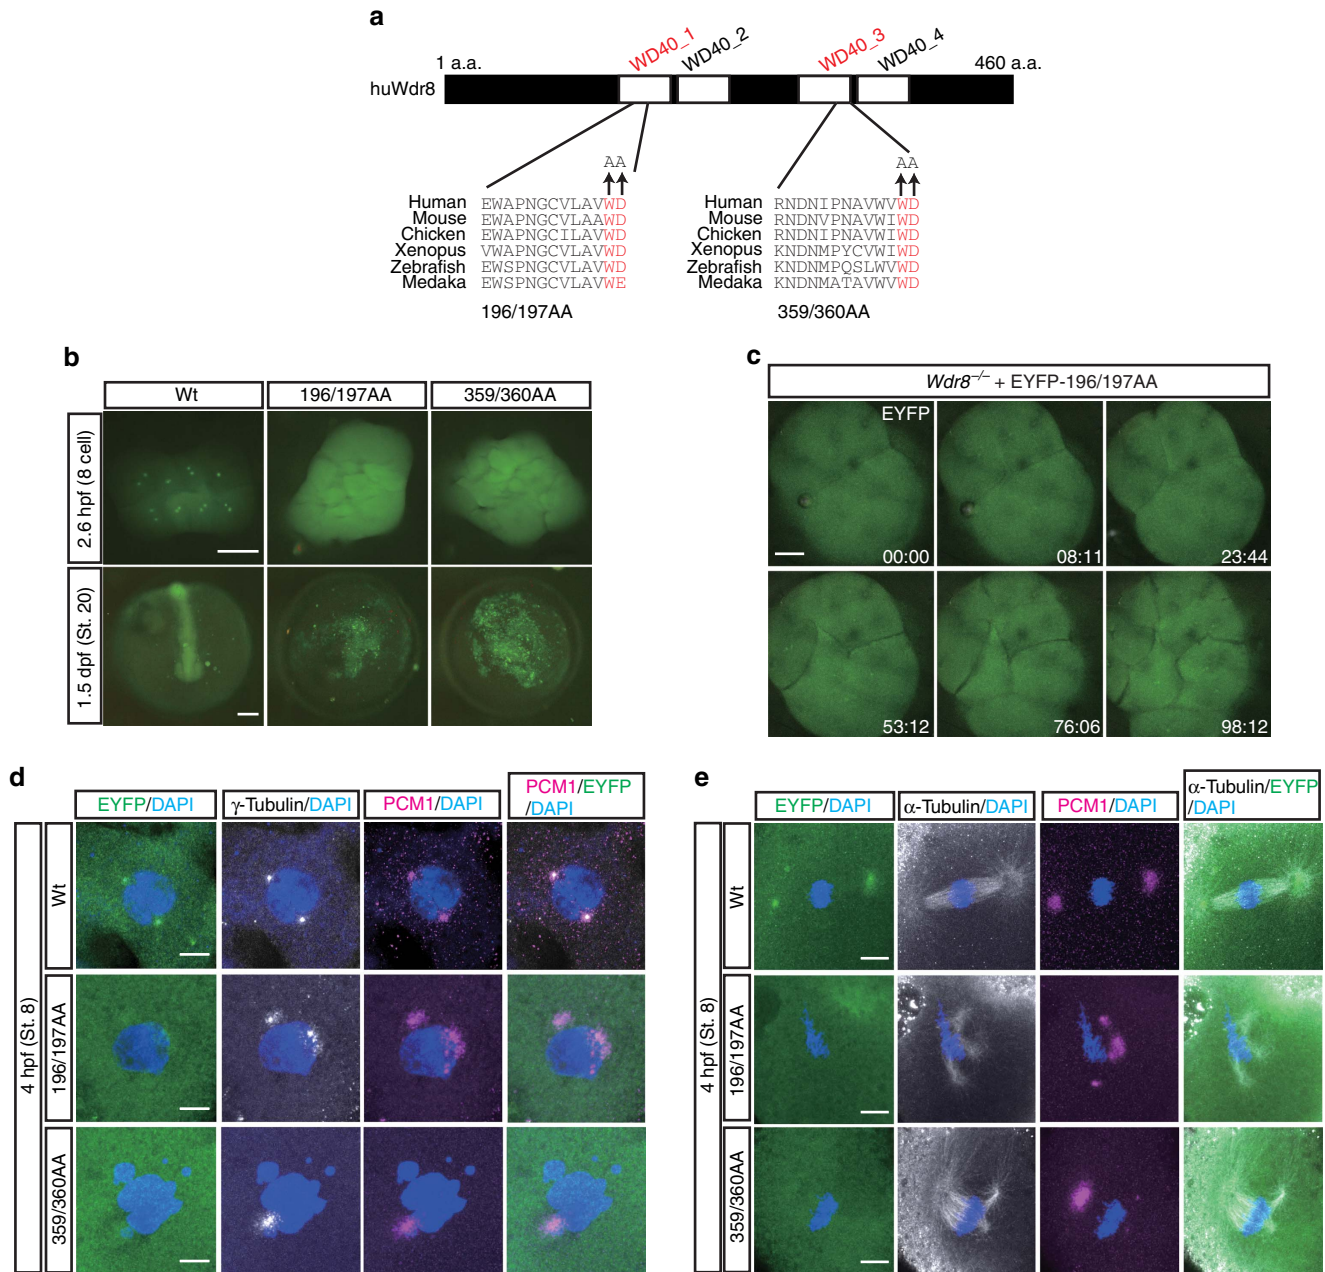 a
WD40_1 WD40_2 WD40_3 WD40_4
1 a.a. 460 a.a.
huWdr8
AA AA
Human EWAPNGCVLAVWD Human RNDNIPNAVWVWD
Mouse EWAPNGCVLAAWD Mouse RNDNVPNAVWIWD
Chicken EWAPNGCILAVWD Chicken RNDNIPNAVWIWD
Xenopus VWAPNGCVLAVWD Xenopus KNDNMPYCVWIWD
Zebrafish EWSPNGCVLAVWD Zebrafish KNDNMPQSLWVWD
Medaka EWSPNGCVLAVWE Medaka KNDNMATAVWVWD
196/197AA 359/360AA
b
Wt 196/197AA 359/360AA
2.6 hpf (8 cell)
1.5 dpf (St. 20)
c
Wdr8–/– + EYFP-196/197AA
EYFP
00:00 08:11 23:44
53:12 76:06 98:12
d
EYFP/DAPI γ-Tubulin/DAPI PCM1/DAPI PCM1/EYFP
/DAPI
4 hpf (St. 8)
Wt
196/197AA
359/360AA
e
EYFP/DAPI α-Tubulin/DAPI PCM1/DAPI α-Tubulin/EYFP
/DAPI
4 hpf (St. 8)
Wt
196/197AA
359/360AA